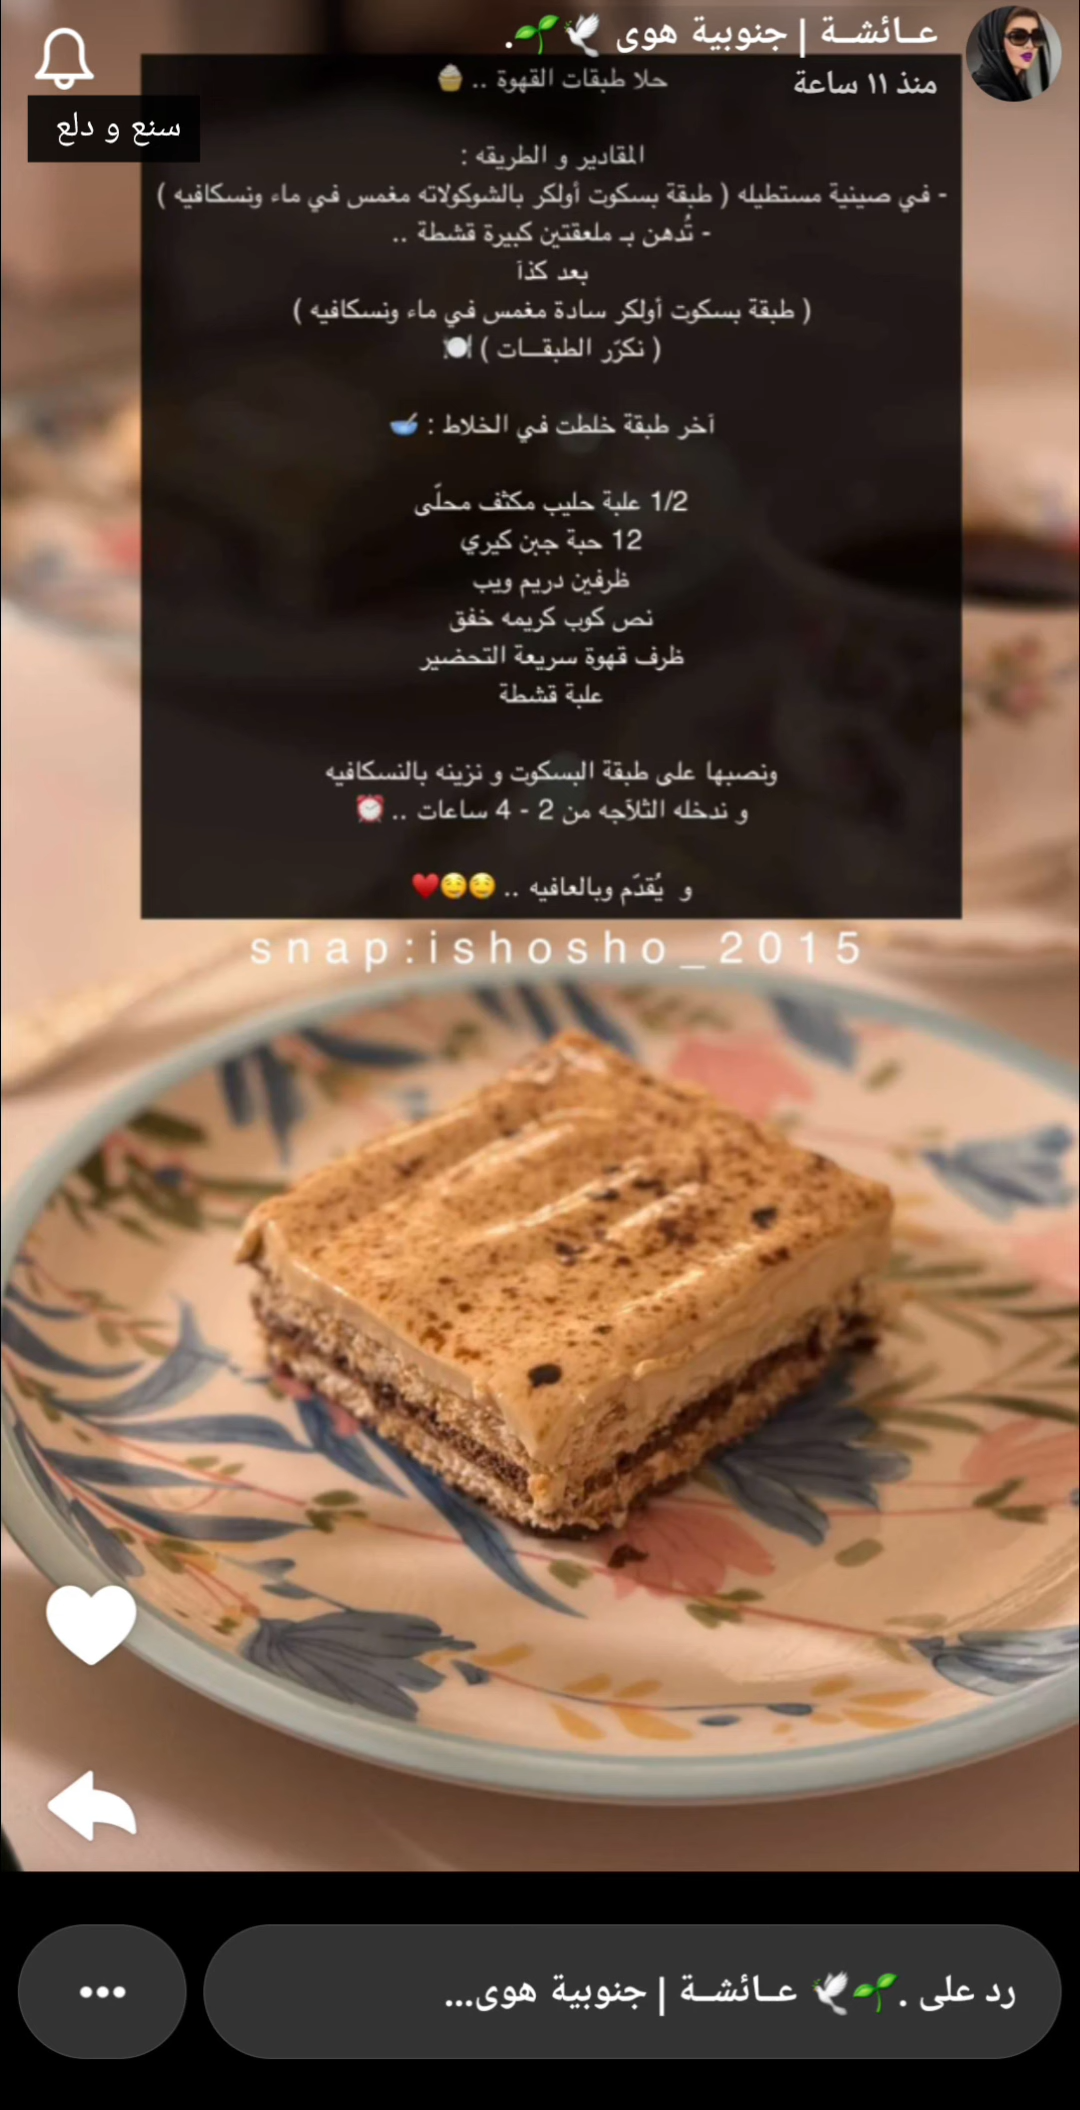 عـائشـة | جنوبية هوى 🕊️🌱.
منذ ١١ ساعة
سنع و دلع
حلا طبقات القهوة .. 🧁
المقادير و الطريقه :
- في صينية مستطيله ( طبقة بسكوت أولكر بالشوكولاته مغمس في ماء ونسكافيه )
- تُدهن بـ ملعقتين كبيرة قشطة ..
بعد كذآ
( طبقة بسكوت أولكر سادة مغمس في ماء ونسكافيه )
( نكرّر الطبقـــات ) 🍽️
آخر طبقة خلطت في الخلاط : 🥣
1/2 علبة حليب مكثف محلّى
12 حبة جبن كيري
ظرفين دريم ويب
نص كوب كريمه خفق
ظرف قهوة سريعة التحضير
علبة قشطة
ونصبها على طبقة البسكوت و نزينه بالنسكافيه
و ندخله الثلآجه من 2 - 4 ساعات .. ⏰
و يُقدّم وبالعافيه .. 😌😌♥️
snap:ishosho_2015
رد على .🌱🕊️ عـائشـة | جنوبية هوى...